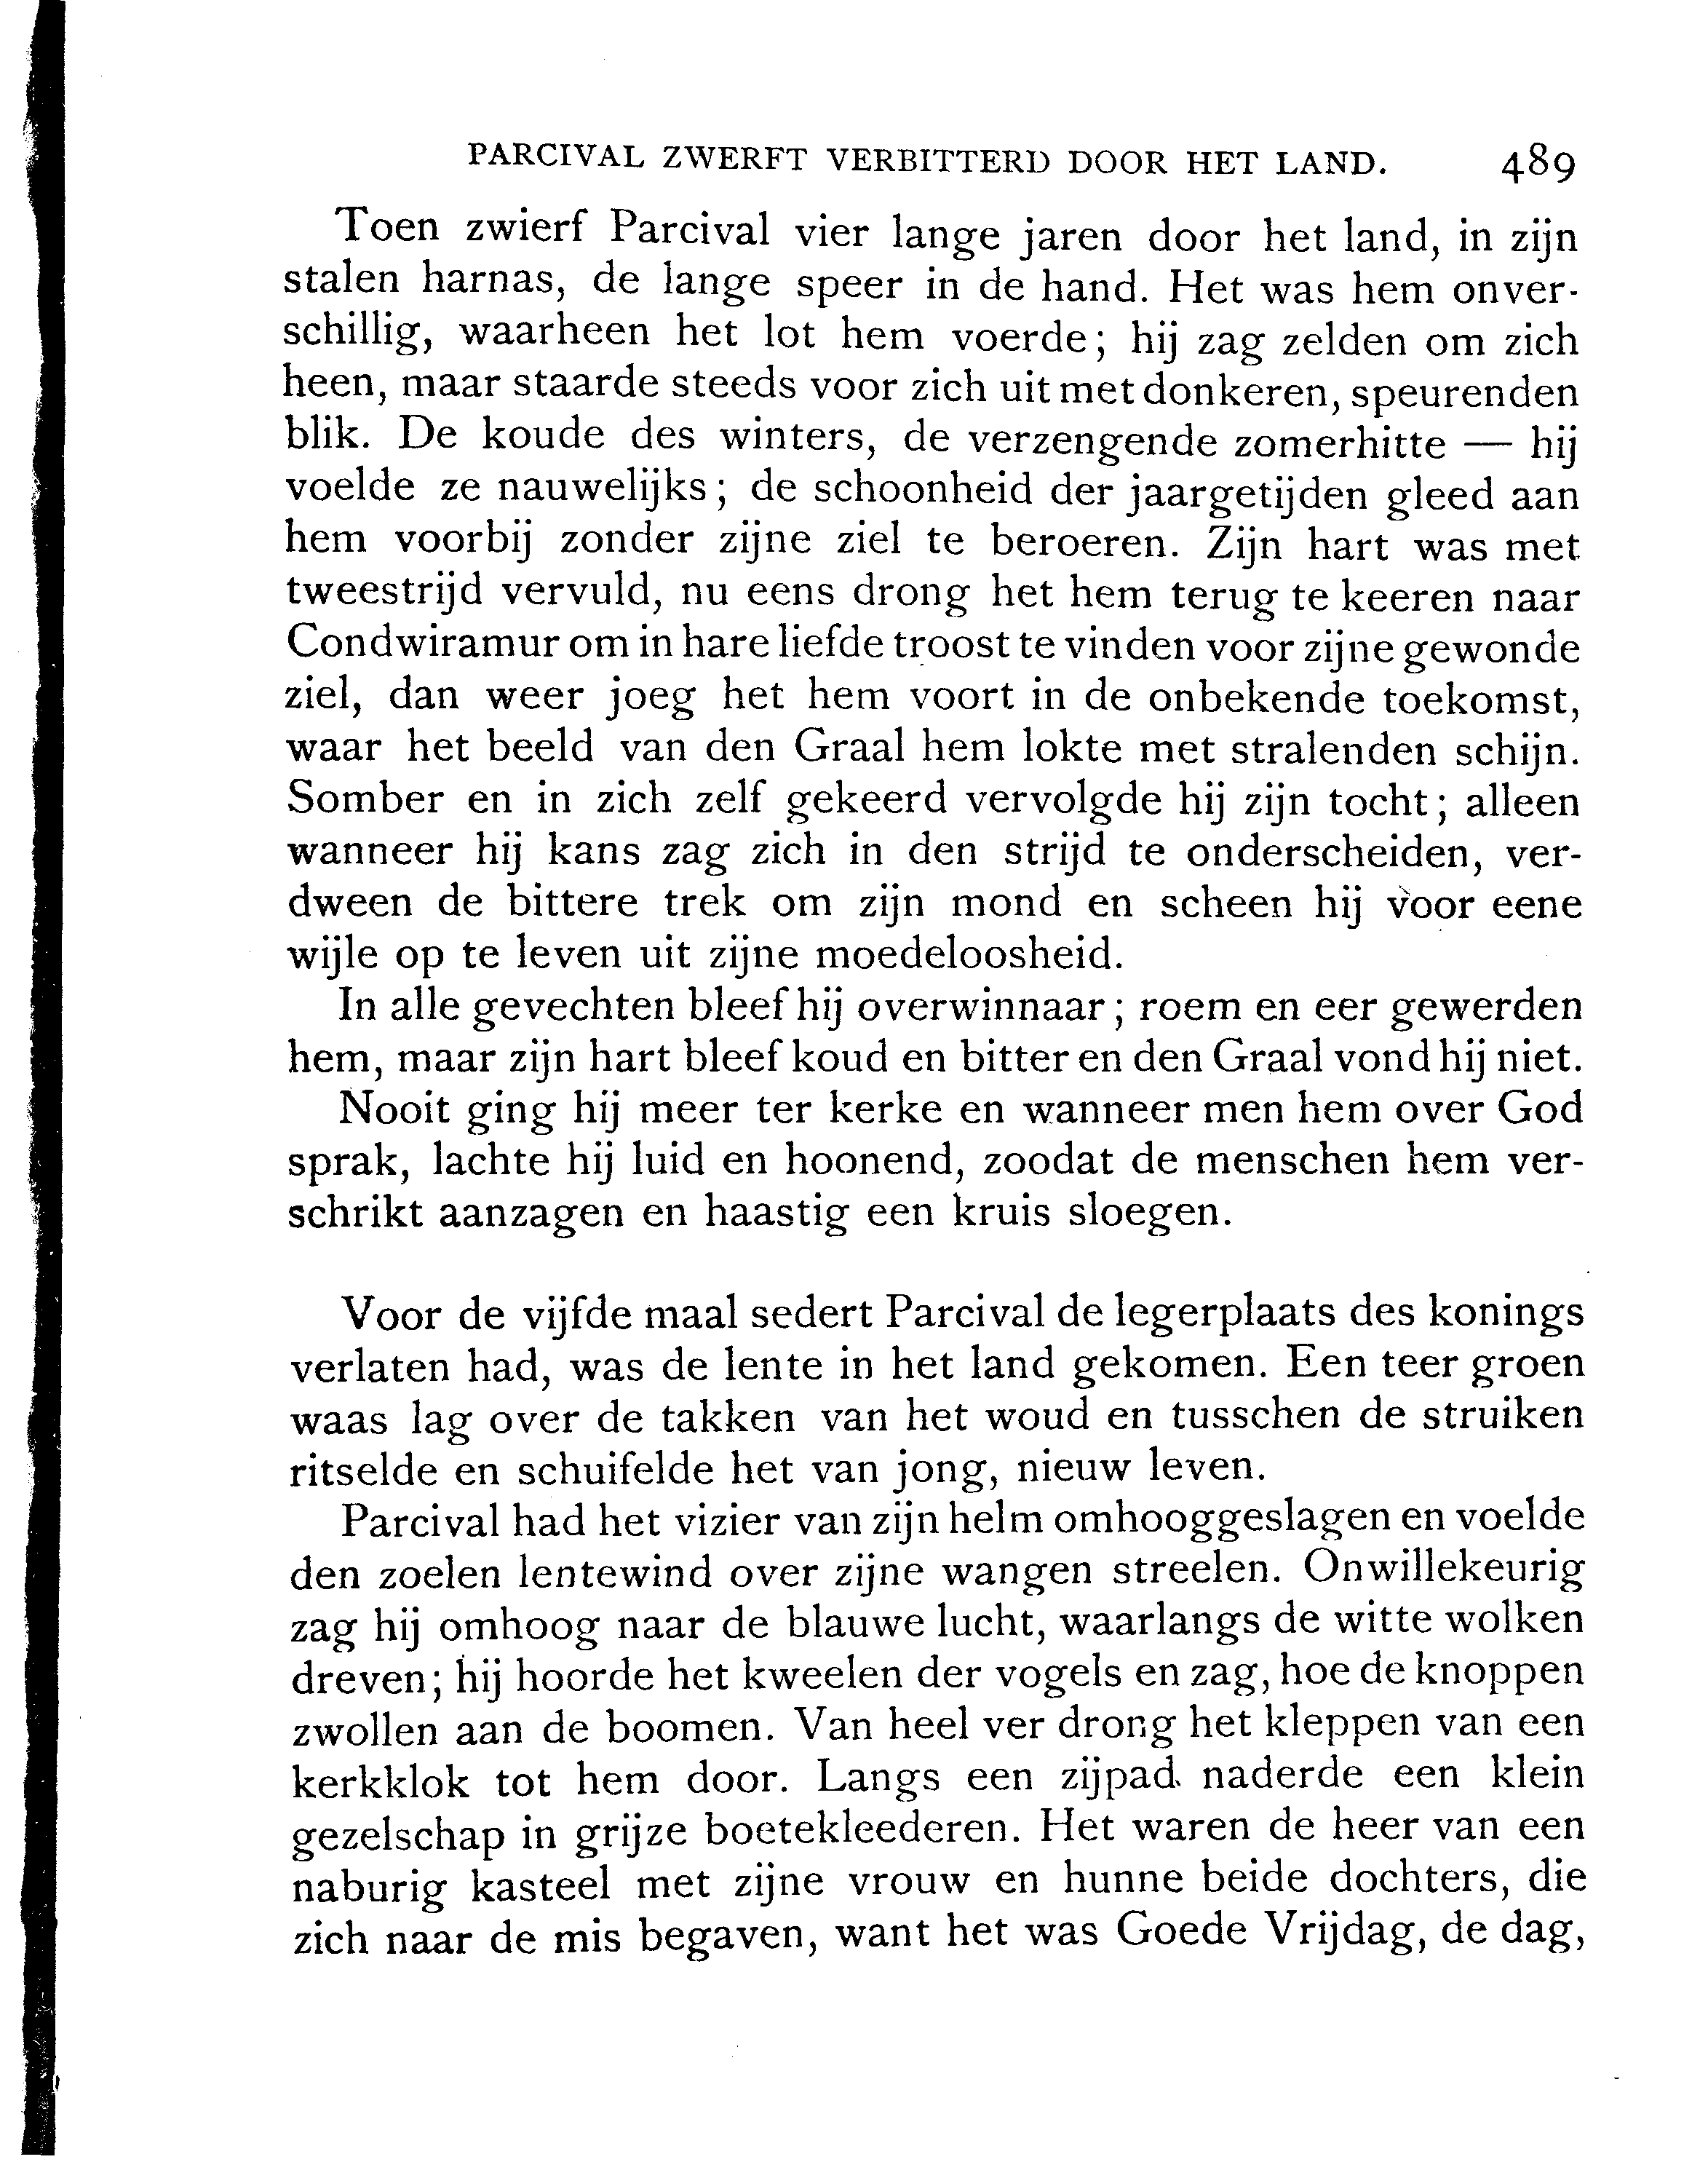 PARCIVAL ZWERFT VERBITTERD DOOR HET LAND. 489
Toen zwierf Parcival vier lange jaren door het land, in zijn
stalen harnas, de lange speer in de hand. Het was hem onver-
schillig, waarheen het lot hem voerde; hij zag zelden om zich
heen, maar staarde steeds voor zich uit met donkeren, speurenden
blik. De koude des winters, de verzengende zomerhitte — hij
voelde ze nauwelijks; de schoonheid der jaargetijden gleed aan
hem voorbij zonder zijne ziel te beroeren. Zijn hart was met
tweestrijd vervuld, nu eens drong het hem terug te keeren naar
Condwiramur om in hare liefde troost te vinden voor zijne gewonde
ziel, dan weer joeg het hem voort in de onbekende toekomst,
waar het beeld van den Graal hem lokte met stralenden schijn.
Somber en in zich zelf gekeerd vervolgde hij zijn tocht; alleen
wanneer hij kans zag zich in den strijd te onderscheiden, ver-
dween de bittere trek om zijn mond en scheen hij voor eene
wijle op te leven uit zijne moedeloosheid.
In alle gevechten bleef hij overwinnaar; roem en eer gewerden
hem, maar zijn hart bleef koud en bitter en den Graal vond hij niet.
Nooit ging hij meer ter kerke en wanneer men hem over God
sprak, lachte hij luid en hoonend, zoodat de menschen hem ver-
schrikt aanzagen en haastig een kruis sloegen.
Voor de vijfde maal sedert Parcival de legerplaats des konings
verlaten had, was de lente in het land gekomen. Een teer groen
waas lag over de takken van het woud en tusschen de struiken
ritselde en schuifelde het van jong, nieuw leven.
Parcival had het vizier van zijn helm omhooggeslagen en voelde
den zoelen lentewind over zijne wangen streelen. Onwillekeurig
zag hij omhoog naar de blauwe lucht, waarlangs de witte wolken
dreven; hij hoorde het kweelen der vogels en zag, hoe de knoppen
zwollen aan de boomen. Van heel ver drong het kleppen van een
kerkklok tot hem door. Langs een zijpad naderde een klein
gezelschap in grijze boetekleederen. Het waren de heer van een
naburig kasteel met zijne vrouw en hunne beide dochters, die
zich naar de mis begaven, want het was Goede Vrijdag, de dag,